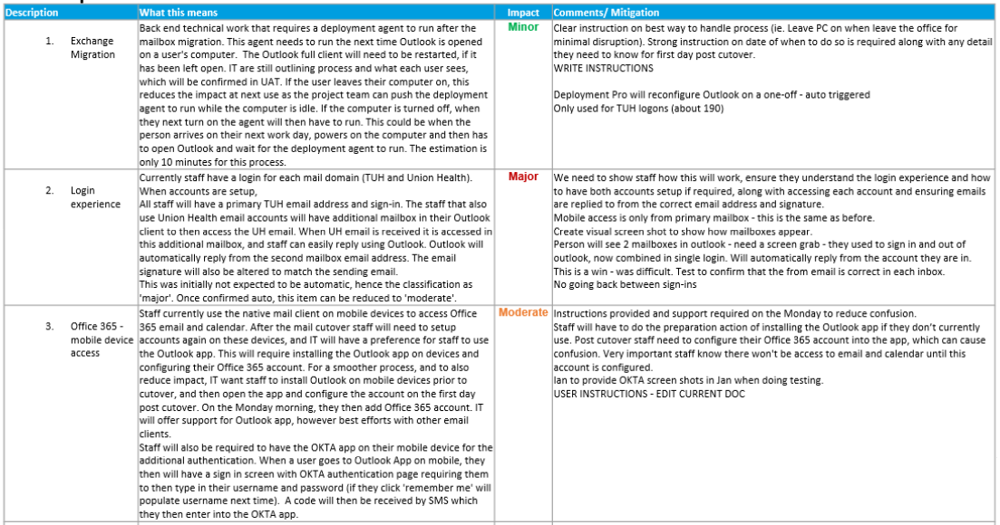 Description What this means Impact Comments/ Mitigation
1. Exchange Migration
Back end technical work that requires a deployment agent to run after the
mailbox migration. This agent needs to run the next time Outlook is opened
on a user's computer. The Outlook full client will need to be restarted, if it
has been left open. IT are still outlining process and what each user sees,
which will be confirmed in UAT. If the user leaves their computer on, this
reduces the impact at next use as the project team can push the deployment
agent to run while the computer is idle. If the computer is turned off, when
they next turn on the agent will then have to run. This could be when the
person arrives on their next work day, powers on the computer and then has
to open Outlook and wait for the deployment agent to run. The estimation is
only 10 minutes for this process.
Minor
Clear instruction on best way to handle process (ie. Leave PC on when leave the office for
minimal disruption). Strong instruction on date of when to do so is required along with any detail
they need to know for first day post cutover.
WRITE INSTRUCTIONS
Deployment Pro will reconfigure Outlook on a one-off - auto triggered
Only used for TUH logons (about 190)
2. Login
experience
Currently staff have a login for each mail domain (TUH and Union Health).
When accounts are setup,
All staff will have a primary TUH email address and sign-in. The staff that also
use Union Health email accounts will have additional mailbox in their Outlook
client to then access the UH email. When UH email is received it is accessed in
this additional mailbox, and staff can easily reply using Outlook. Outlook will
automatically reply from the second mailbox email address. The email
signature will also be altered to match the sending email.
This was initially not expected to be automatic, hence the classification as
'major'. Once confirmed auto, this item can be reduced to 'moderate'.
Major
We need to show staff how this will work, ensure they understand the login experience and how
to have both accounts setup if required, along with accessing each account and ensuring emails
are replied to from the correct email address and signature.
Mobile access is only from primary mailbox - this is the same as before.
Create visual screen shot to show how mailboxes appear.
Person will see 2 mailboxes in outlook - need a screen grab - they used to sign in and out of
outlook, now combined in single login. Will automatically reply from the account they are in.
This is a win - was difficult. Test to confirm that the from email is correct in each inbox.
No going back between sign-ins
3. Office 365 -
mobile device
access
Staff currently use the native mail client on mobile devices to access Office
365 email and calendar. After the mail cutover staff will need to setup
accounts again on these devices, and IT will have a preference for staff to use
the Outlook app. This will require installing the Outlook app on devices and
configuring their Office 365 account. For a smoother process, and to also
reduce impact, IT want staff to install Outlook on mobile devices prior to
cutover, and then open the app and configure the account on the first day
post cutover. On the Monday morning, they then add Office 365 account. IT
will offer support for Outlook app, however best efforts with other email
clients.
Staff will also be required to have the OKTA app on their mobile device for the
additional authentication. When a user goes to Outlook App on mobile, they
then will have a sign in screen with OKTA authentication page requiring them
to then type in their username and password (if they click 'remember me' will
populate username next time). A code will then be received by SMS which
they then enter into the OKTA app.
Moderate
Instructions provided and support required on the Monday to reduce confusion.
Staff will have to do the preparation action of installing the Outlook app if they don't currently
use. Post cutover staff need to configure their Office 365 account into the app, which can cause
confusion. Very important staff know there won't be access to email and calendar until this
account is configured.
Ian to provide OKTA screen shots in Jan when doing testing.
USER INSTRUCTIONS - EDIT CURRENT DOC